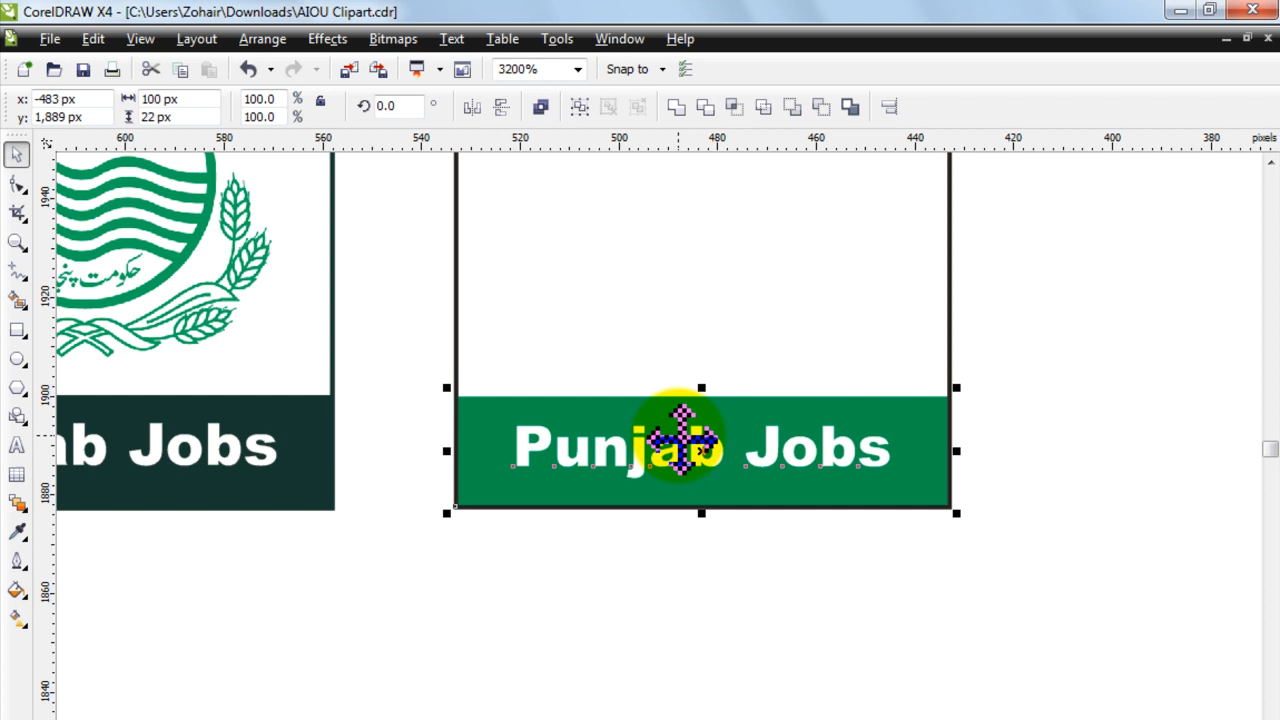 CorelDRAW X4 - [C:\Users\Zohair\Downloads\AIOU Clipart.cdr]
File Edit View Layout Arrange Effects Bitmaps Text Table Tools Window Help
3200% Snap to
x: -483 px 100 px 100.0 % 0.0 °
y: 1,889 px 22 px 100.0 %
600 580 560 540 520 500 480 460 440 420 400 380 pixels
1940
1920
1900
1880
1860
1840
حکومت پنجاب
ab Jobs
Punjab Jobs